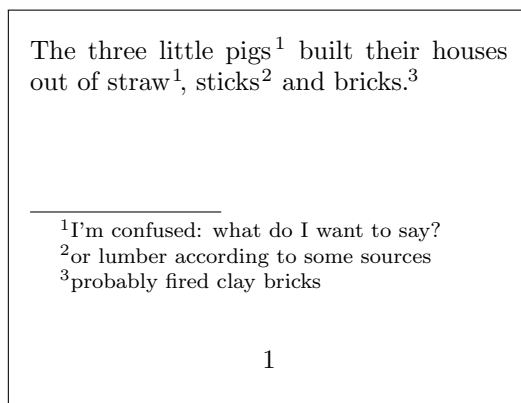 The three little pigs¹ built their houses
out of straw¹, sticks² and bricks.³
¹I'm confused: what do I want to say?
²or lumber according to some sources
³probably fired clay bricks
1